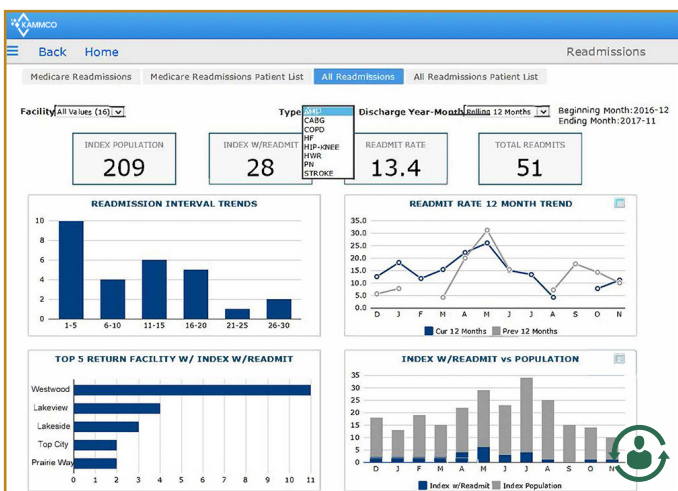 KAMMCO
Back Home Readmissions
Medicare Readmissions Medicare Readmissions Patient List All Readmissions All Readmissions Patient List
Facility All Values (16) Type AMI Discharge Year-Month Rolling 12 Months Beginning Month:2016-12
Ending Month:2017-11
CABG
COPD
HF
HIP-KNEE
HWR
PN
STROKE
INDEX POPULATION INDEX W/READMIT READMIT RATE TOTAL READMITS
209 28 13.4 51
READMISSION INTERVAL TRENDS
10
8
6
4
2
0
1-5 6-10 11-15 16-20 21-25 26-30
READMIT RATE 12 MONTH TREND
35.0
30.0
25.0
20.0
15.0
10.0
5.0
0.0
D J F M A M J J A S O N
Cur 12 Months Prev 12 Months
TOP 5 RETURN FACILITY W/ INDEX W/READMIT
Westwood
Lakeview
Lakeside
Top City
Prairie Way
0 1 2 3 4 5 6 7 8 9 10 11
INDEX W/READMIT vs POPULATION
35
30
25
20
15
10
5
0
D J F M A M J J A S O N
Index w/Readmit Index Population